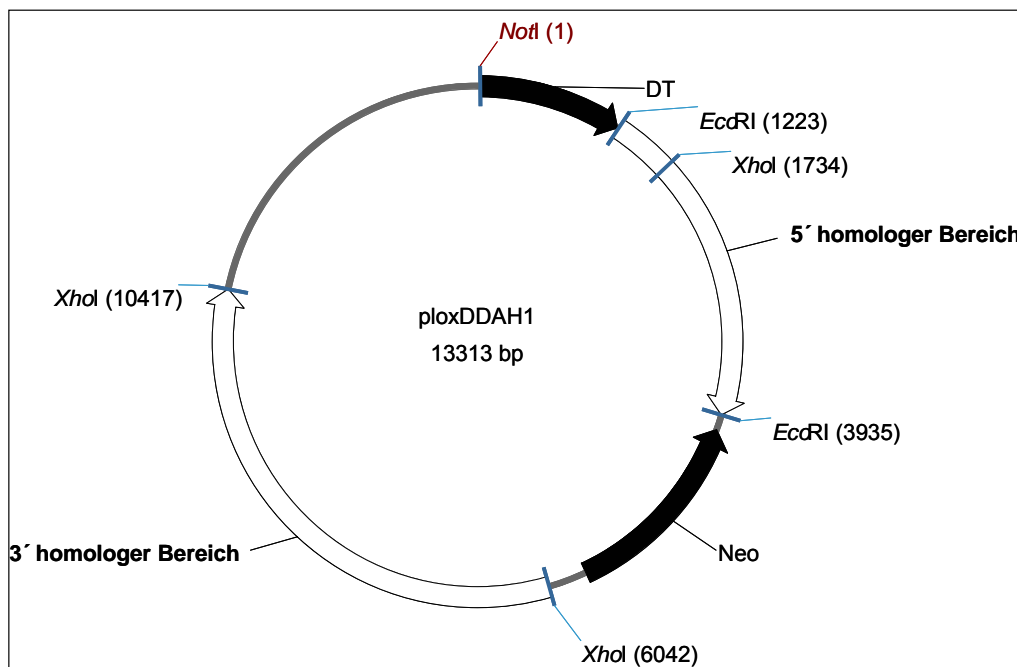 NotI (1)
DT
EcoRI (1223)
XhoI (1734)
5´ homologer Bereich
XhoI (10417)
ploxDDAH1
13313 bp
EcoRI (3935)
3´ homologer Bereich
Neo
XhoI (6042)